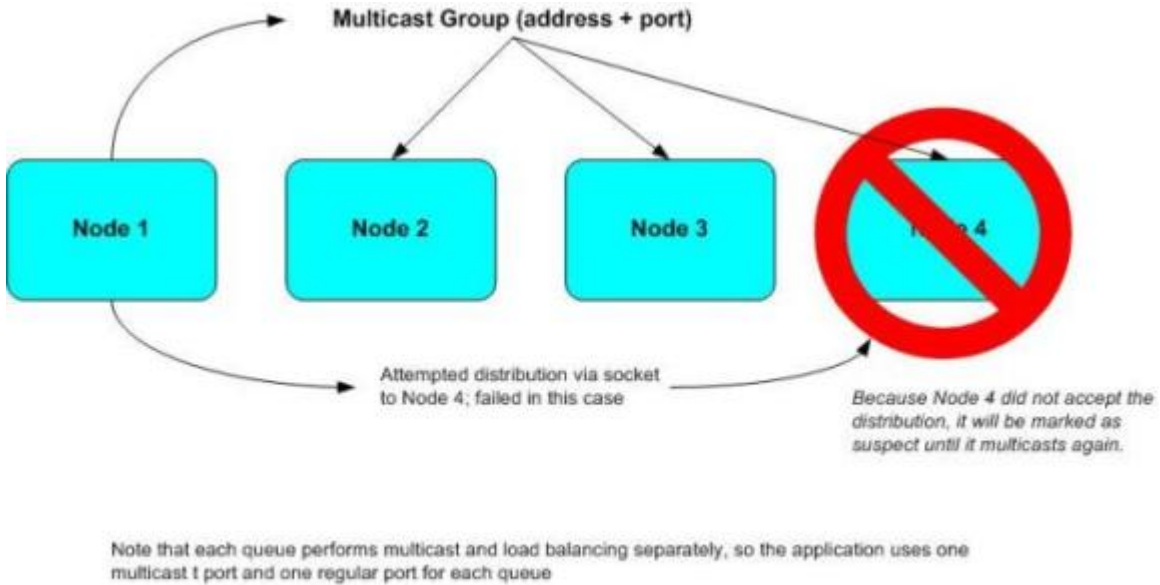 Multicast Group (address + port)
Node 1
Node 2
Node 3
4
Attempted distribution via socket
to Node 4; failed in this case
Because Node 4 did not accept the
distribution, it will be marked as
suspect until it multicasts again.
Note that each queue performs multicast and load balancing separately, so the application uses one
multicast t port and one regular port for each queue